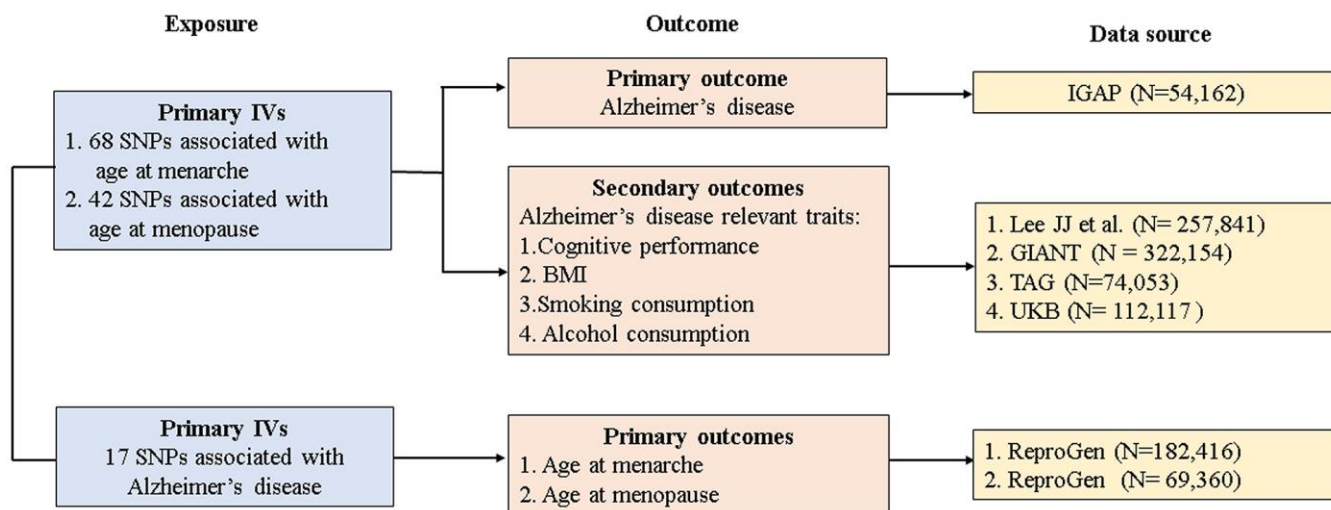 Exposure
Outcome
Data source
Primary IVs
1. 68 SNPs associated with
age at menarche
2. 42 SNPs associated with
age at menopause
Primary outcome
Alzheimer's disease
IGAP (N=54,162)
Secondary outcomes
Alzheimer's disease relevant traits:
1.Cognitive performance
2. BMI
3.Smoking consumption
4. Alcohol consumption
1. Lee JJ et al. (N= 257,841)
2. GIANT (N = 322,154)
3. TAG (N=74,053)
4. UKB (N= 112,117 )
Primary IVs
17 SNPs associated with
Alzheimer's disease
Primary outcomes
1. Age at menarche
2. Age at menopause
1. ReproGen (N=182,416)
2. ReproGen (N= 69,360)